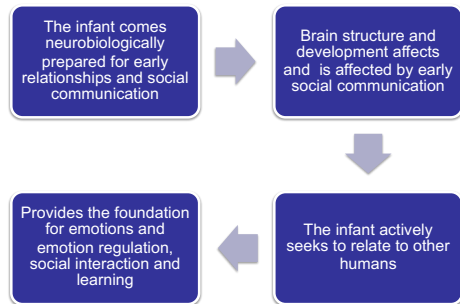 The infant comes
neurobiologically
prepared for early
relationships and social
communication
Brain structure and
development affects
and is affected by early
social communication
The infant actively
seeks to relate to other
humans
Provides the foundation
for emotions and
emotion regulation,
social interaction and
learning